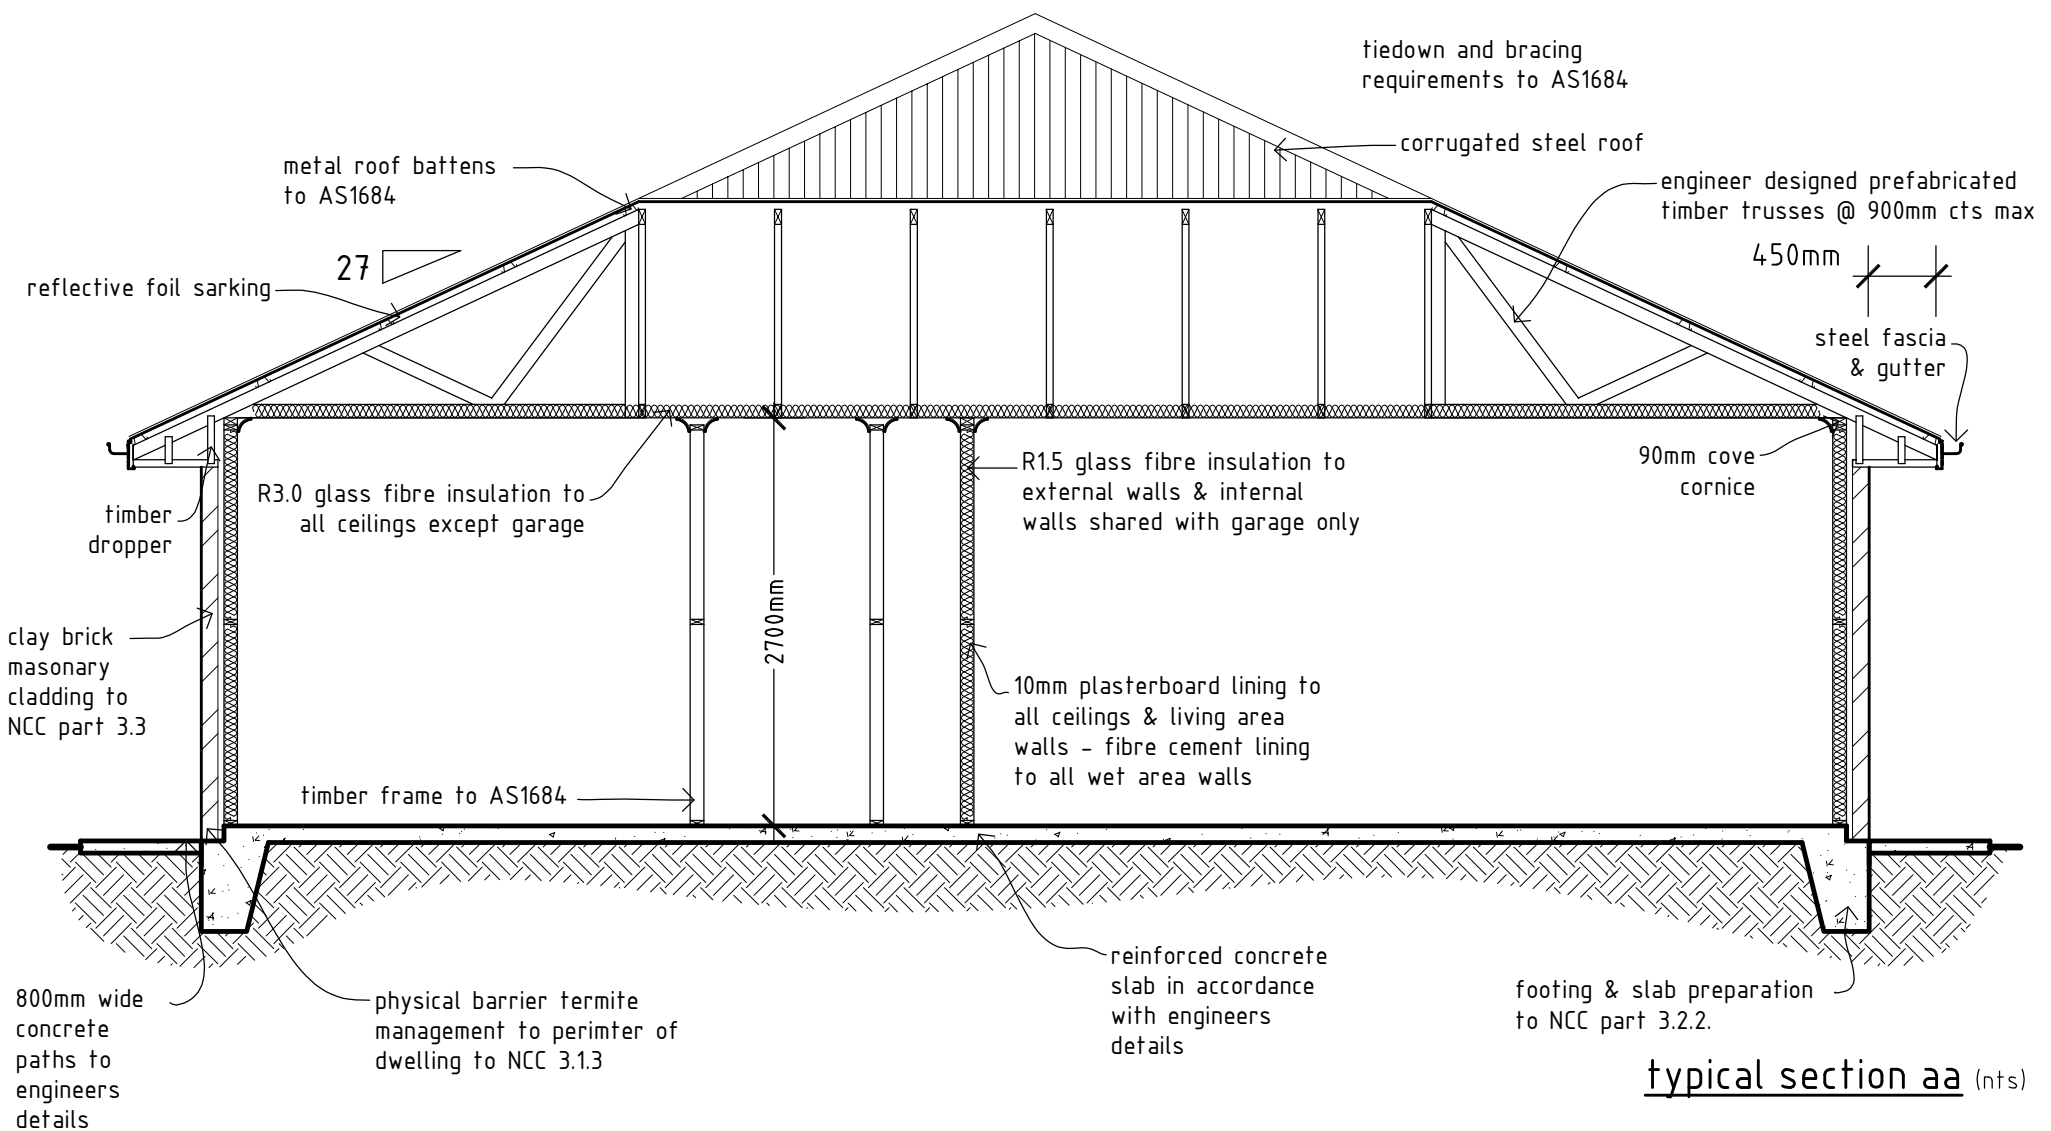 tiedown and bracing
requirements to AS1684
corrugated steel roof
metal roof battens
to AS1684
engineer designed prefabricated
timber trusses @ 900mm cts max
27
450mm
reflective foil sarking
steel fascia
& gutter
R3.0 glass fibre insulation to
all ceilings except garage
R1.5 glass fibre insulation to
external walls & internal
walls shared with garage only
90mm cove
cornice
timber
dropper
2700mm
clay brick
masonary
cladding to
NCC part 3.3
10mm plasterboard lining to
all ceilings & living area
walls - fibre cement lining
to all wet area walls
timber frame to AS1684
800mm wide
concrete
paths to
engineers
details
physical barrier termite
management to perimter of
dwelling to NCC 3.1.3
reinforced concrete
slab in accordance
with engineers
details
footing & slab preparation
to NCC part 3.2.2.
typical section aa (nts)